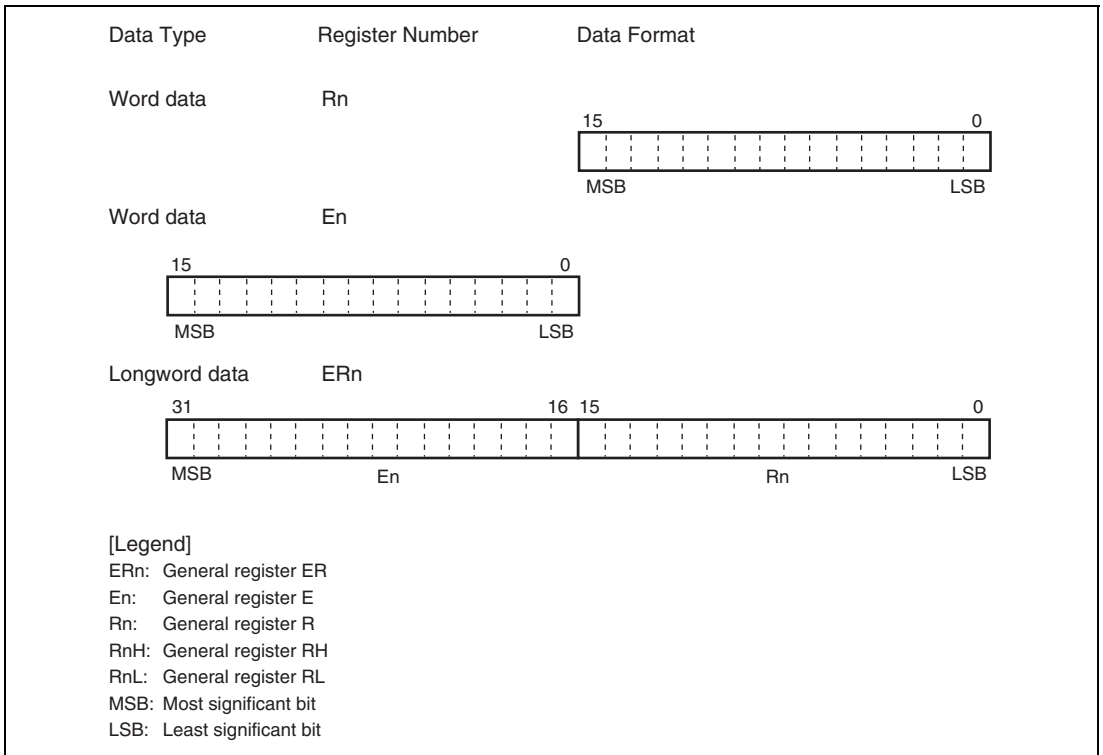 Data Type Register Number Data Format
Word data Rn
15 0
MSB LSB
Word data En
15 0
MSB LSB
Longword data ERn
31 16 15 0
MSB En Rn LSB
[Legend]
ERn: General register ER
En: General register E
Rn: General register R
RnH: General register RH
RnL: General register RL
MSB: Most significant bit
LSB: Least significant bit